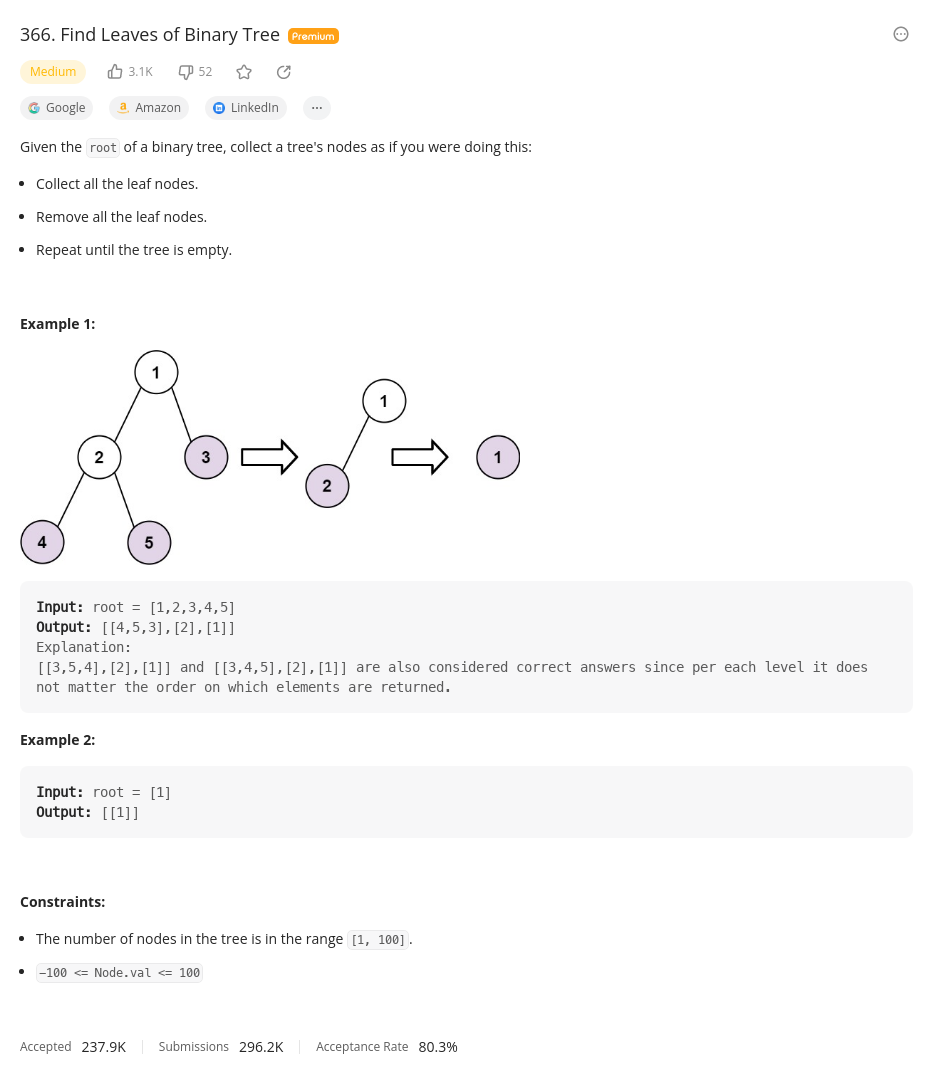 366. Find Leaves of Binary Tree Premium
Medium 3.1K 52
Google Amazon LinkedIn ...
Given the root of a binary tree, collect a tree's nodes as if you were doing this:
• Collect all the leaf nodes.
• Remove all the leaf nodes.
• Repeat until the tree is empty.
Example 1:
1
1
2
3
1
2
4
5
Input: root = [1,2,3,4,5]
Output: [[4,5,3],[2],[1]]
Explanation:
[[3,5,4],[2],[1]] and [[3,4,5],[2],[1]] are also considered correct answers since per each level it does
not matter the order on which elements are returned.
Example 2:
Input: root = [1]
Output: [[1]]
Constraints:
• The number of nodes in the tree is in the range [1, 100].
• −100 <= Node.val <= 100
Accepted 237.9K Submissions 296.2K Acceptance Rate 80.3%